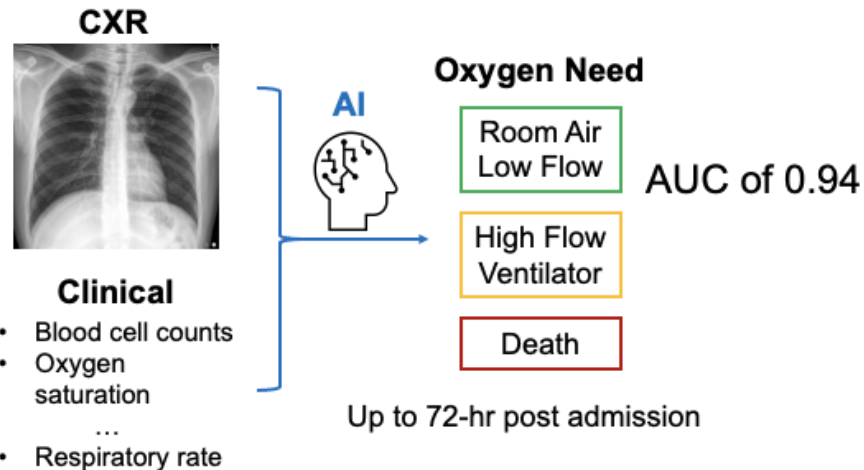 CXR
Clinical
• Blood cell counts
• Oxygen
saturation
...
• Respiratory rate
AI
Oxygen Need
Room Air
Low Flow
High Flow
Ventilator
Death
AUC of 0.94
Up to 72-hr post admission